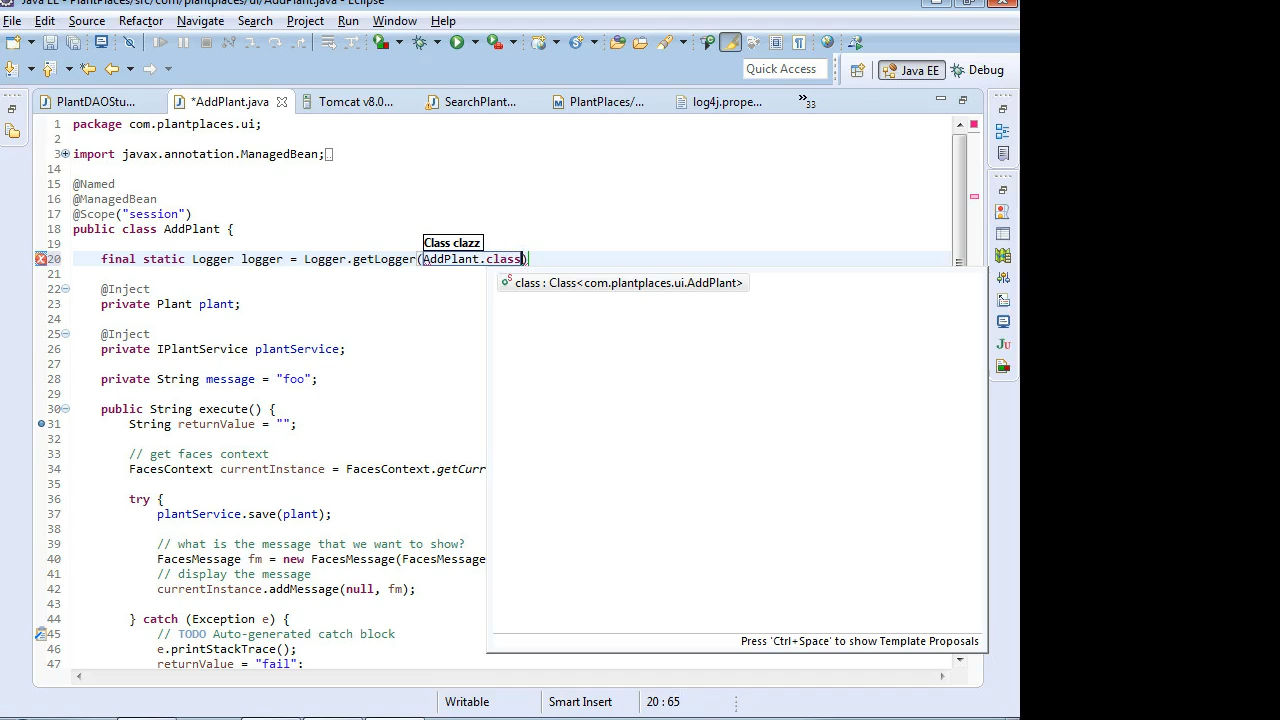 Java EE - PlantPlaces/src/com/plantplaces/ui/AddPlant.java - Eclipse
File Edit Source Refactor Navigate Search Project Run Window Help
Quick Access
Java EE
Debug
PlantDAOStu...
*AddPlant.java
Tomcat v8.0...
SearchPlant...
PlantPlaces/...
log4j.prope...
»33
1 package com.plantplaces.ui;
2
3 import javax.annotation.ManagedBean;
14
15 @Named
16 @ManagedBean
17 @Scope("session")
18 public class AddPlant {
19
Class clazz
20 final static Logger logger = Logger.getLogger(AddPlant.class)
21
class : Class<com.plantplaces.ui.AddPlant>
22 @Inject
23 private Plant plant;
24
25 @Inject
26 private IPlantService plantService;
27
28 private String message = "foo";
29
30 public String execute() {
31 String returnValue = "";
32
33 // get faces context
34 FacesContext currentInstance = FacesContext.getCurr
35
36 try {
37 plantService.save(plant);
38
39 // what is the message that we want to show?
40 FacesMessage fm = new FacesMessage(FacesMessage
41 // display the message
42 currentInstance.addMessage(null, fm);
43
44 } catch (Exception e) {
45 // TODO Auto-generated catch block
46 e.printStackTrace();
47 returnValue = "fail";
Press 'Ctrl+Space' to show Template Proposals
Writable
Smart Insert
20 : 65